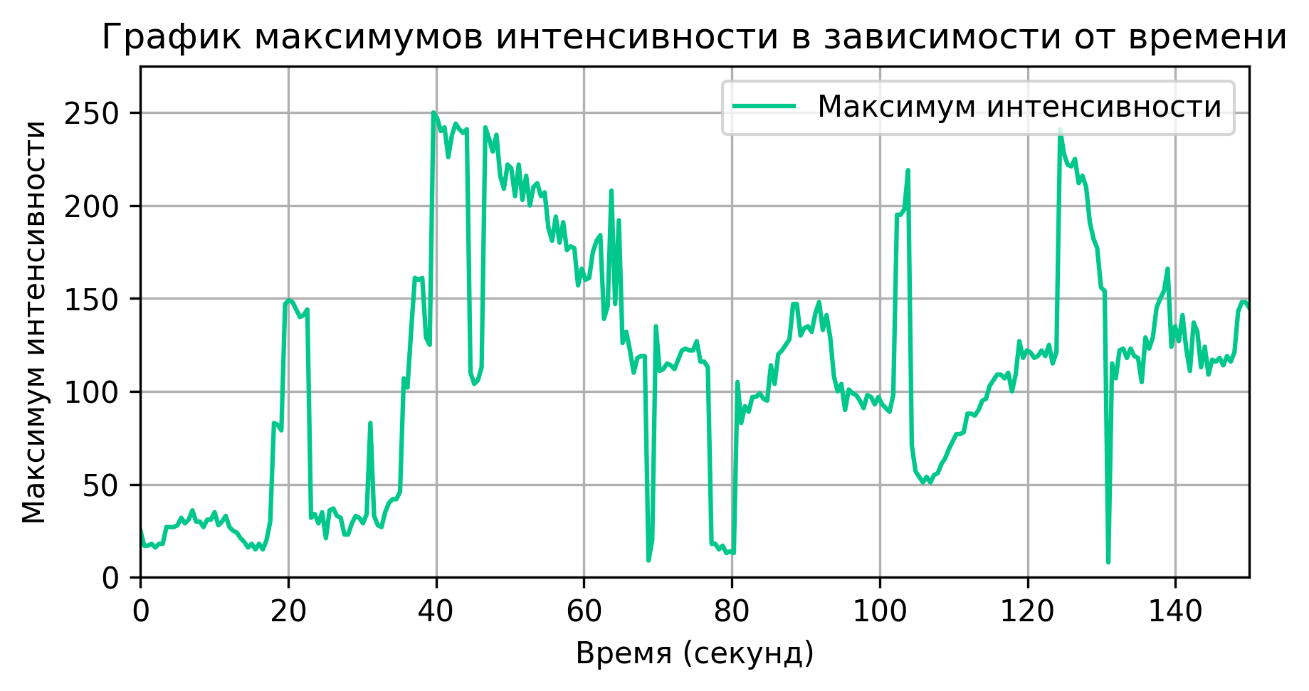 График максимумов интенсивности в зависимости от времени
Максимум интенсивности
Максимум интенсивности
250
200
150
100
50
0
0 20 40 60 80 100 120 140
Время (секунд)